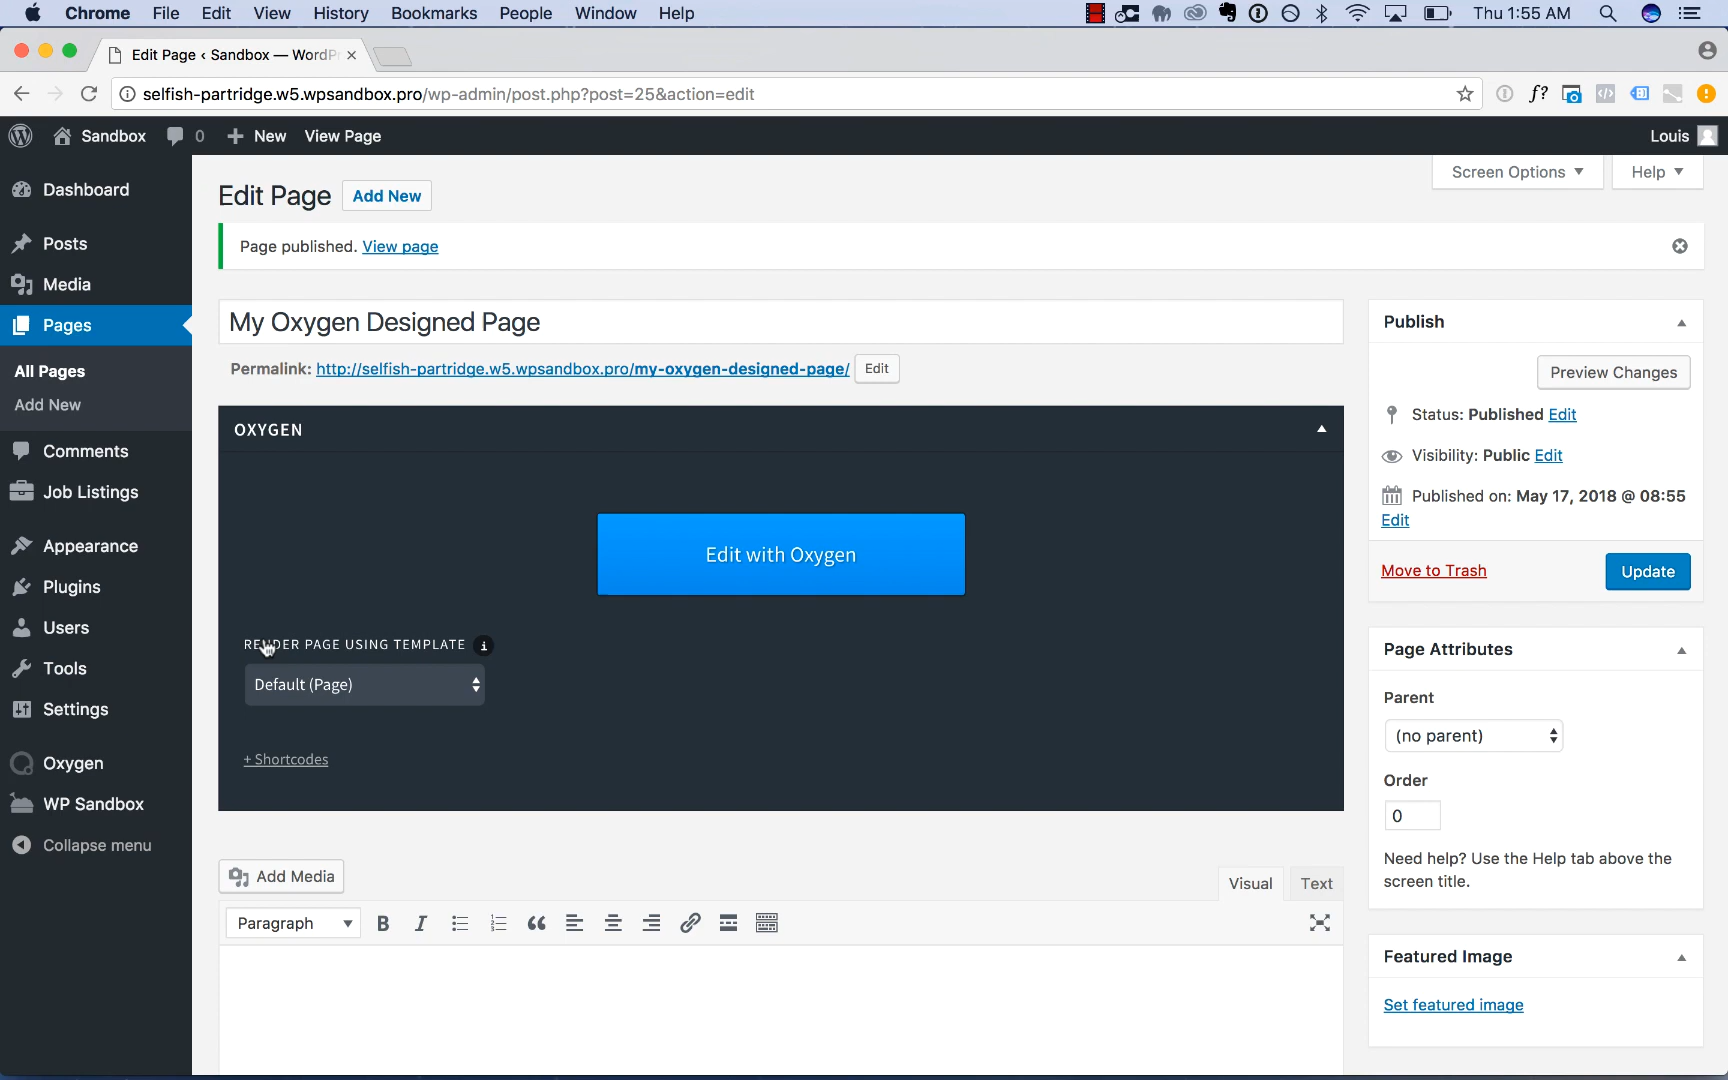 Chrome File Edit View History Bookmarks People Window Help Thu 1:55 AM
Edit Page ‹ Sandbox — WordPr
selfish-partridge.w5.wpsandbox.pro/wp-admin/post.php?post=25&action=edit
Sandbox 0 New View Page Louis
Screen Options Help
Dashboard
Posts
Media
Pages
All Pages
Add New
Comments
Job Listings
Appearance
Plugins
Users
Tools
Settings
Oxygen
WP Sandbox
Collapse menu
Edit Page Add New
Page published. View page
My Oxygen Designed Page
Permalink: http://selfish-partridge.w5.wpsandbox.pro/my-oxygen-designed-page/ Edit
OXYGEN
Edit with Oxygen
RENDER PAGE USING TEMPLATE i
Default (Page)
+ Shortcodes
Add Media
Visual Text
Paragraph
Publish
Preview Changes
Status: Published Edit
Visibility: Public Edit
Published on: May 17, 2018 @ 08:55
Edit
Move to Trash Update
Page Attributes
Parent
(no parent)
Order
0
Need help? Use the Help tab above the
screen title.
Featured Image
Set featured image